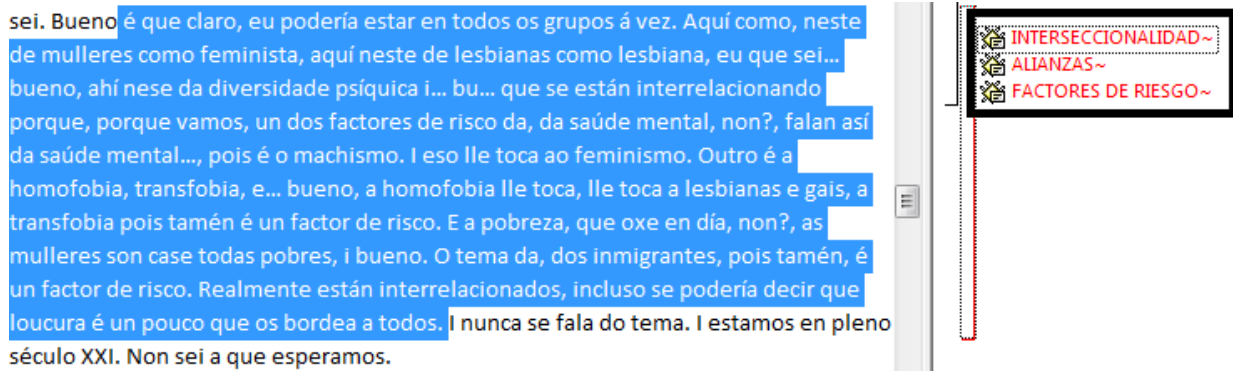 sei. Bueno é que claro, eu podería estar en todos os grupos á vez. Aquí como, neste
de mulleres como feminista, aquí neste de lesbianas como lesbiana, eu que sei...
bueno, ahí nese da diversidade psíquica i... bu... que se están interrelacionando
porque, porque vamos, un dos factores de risco da, da saúde mental, non?, falan así
da saúde mental..., pois é o machismo. I eso lle toca ao feminismo. Outro é a
homofobia, transfobia, e... bueno, a homofobia lle toca, lle toca a lesbianas e gais, a
transfobia pois tamén é un factor de risco. E a pobreza, que oxe en día, non?, as
mulleres son case todas pobres, i bueno. O tema da, dos inmigrantes, pois tamén, é
un factor de risco. Realmente están interrelacionados, incluso se podería decir que
loucura é un pouco que os bordea a todos. I nunca se fala do tema. I estamos en pleno
século XXI. Non sei a que esperamos.
INTERSECCIONALIDAD~
ALIANZAS~
FACTORES DE RIESGO~